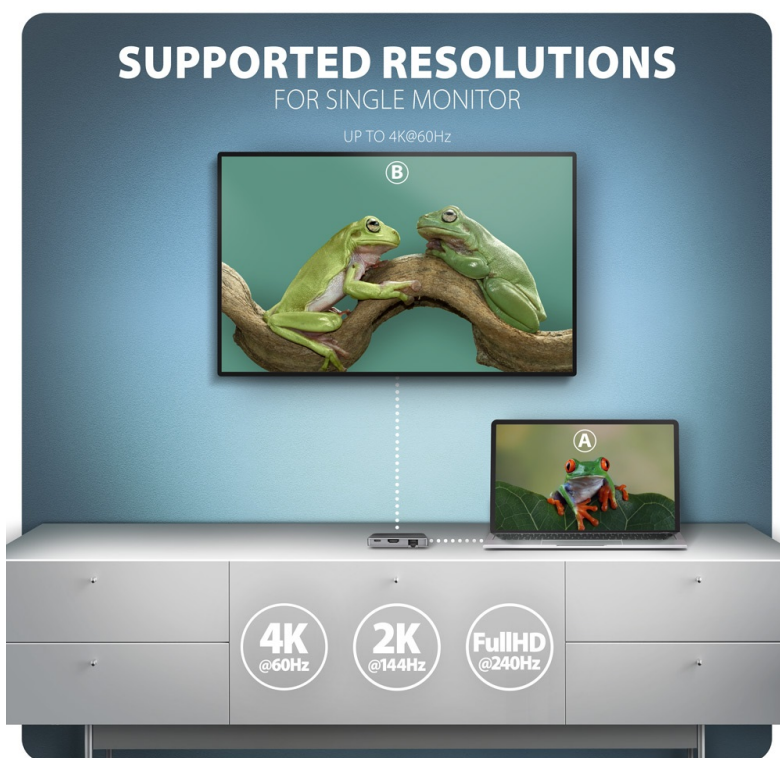 SUPPORTED RESOLUTIONS
FOR SINGLE MONITOR
UP TO 4K@60Hz
B
A
4K
@60Hz
2K
@144Hz
FullHD
@240Hz